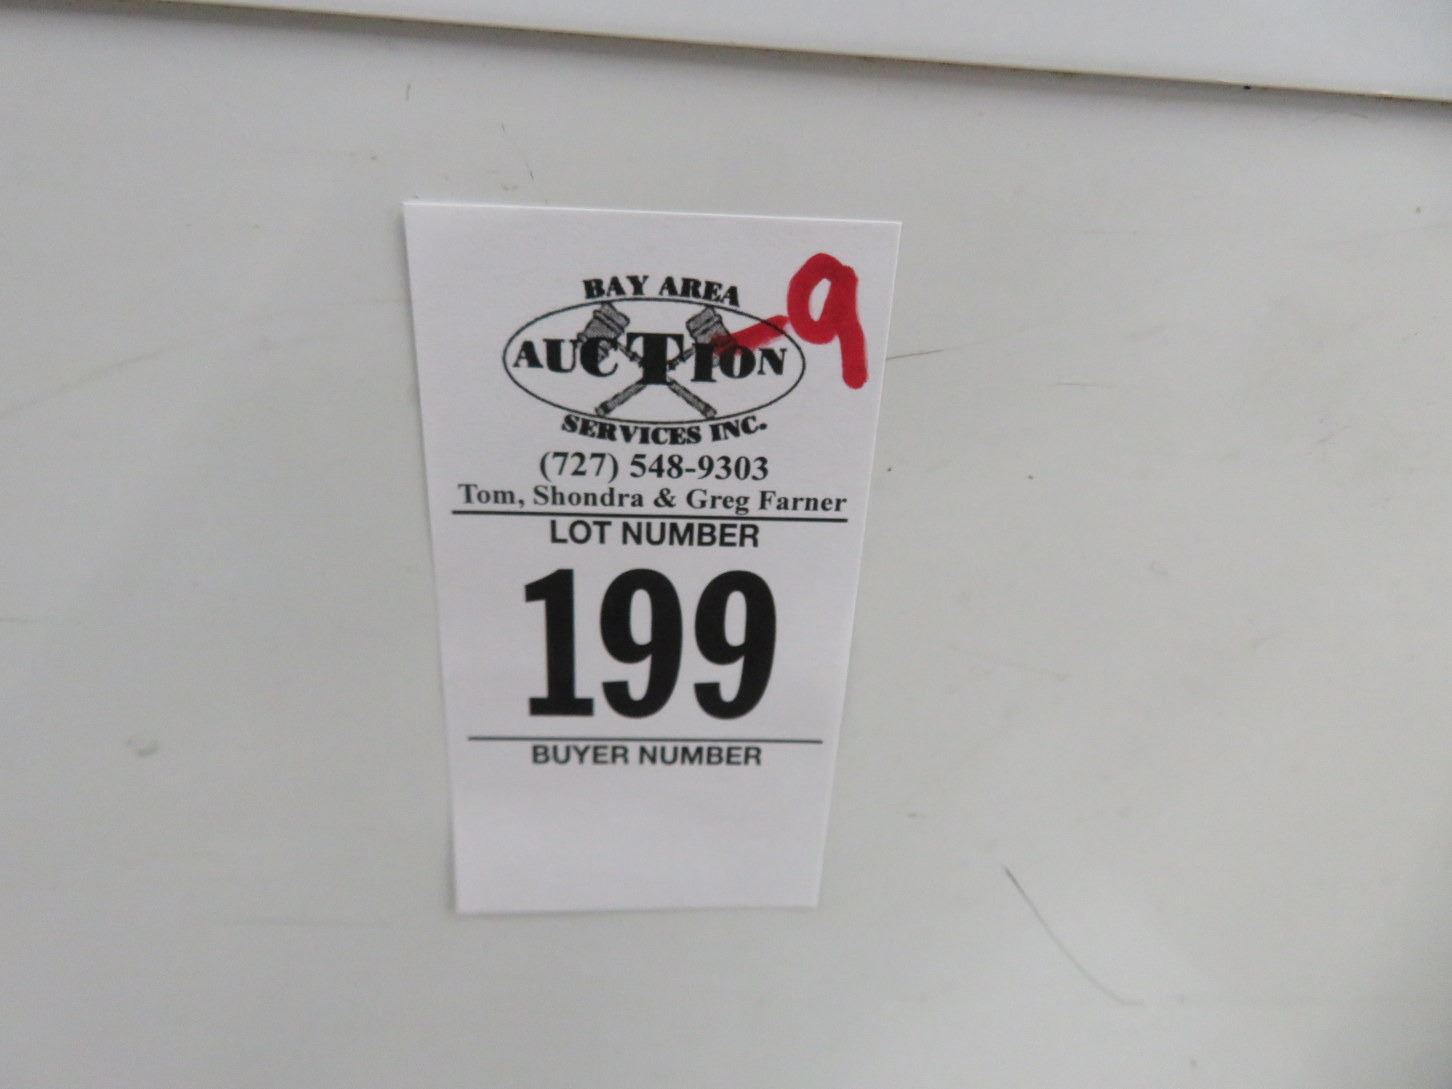 BAY AREA
AUCTION
-9
SERVICES INC.
(727) 548-9303
Tom, Shondra & Greg Farner
LOT NUMBER
199
BUYER NUMBER